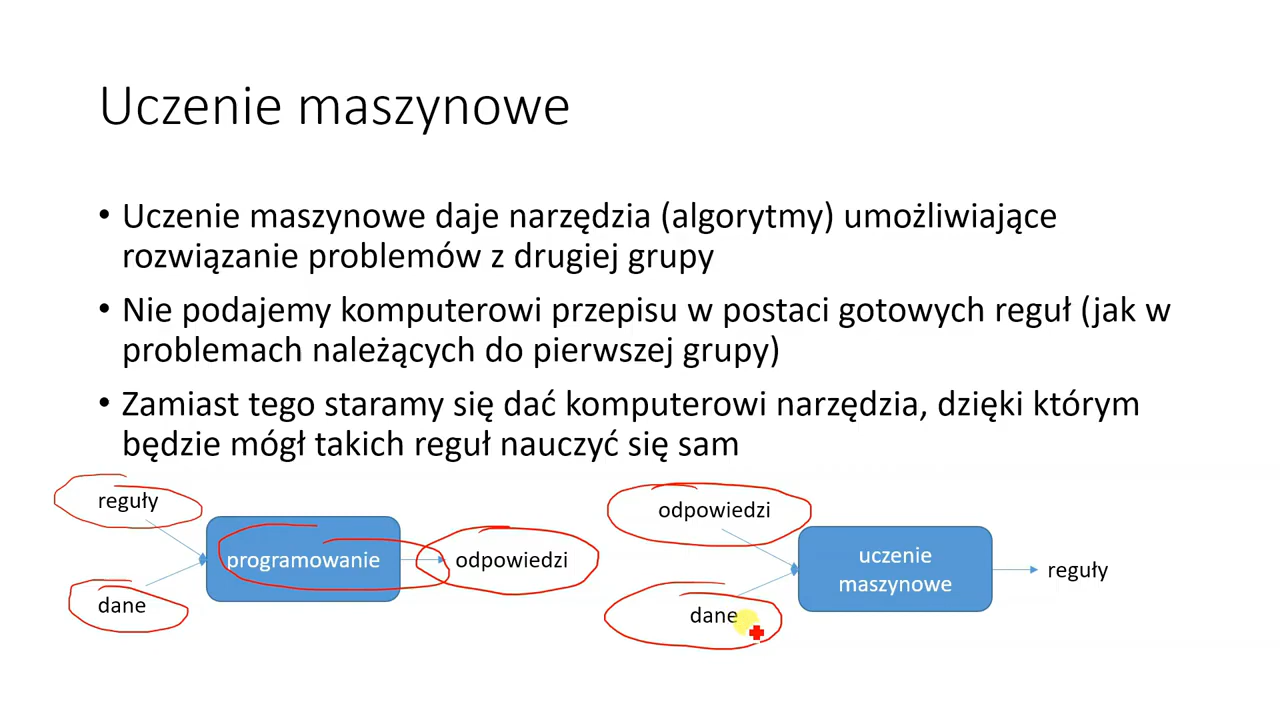 Uczenie maszynowe
• Uczenie maszynowe daje narzędzia (algorytmy) umożliwiające
rozwiązanie problemów z drugiej grupy
• Nie podajemy komputerowi przepisu w postaci gotowych reguł (jak w
problemach należących do pierwszej grupy)
• Zamiast tego staramy się dać komputerowi narzędzia, dzięki którym
będzie mógł takich reguł nauczyć się sam
reguły
dane
programowanie
odpowiedzi
odpowiedzi
dane
uczenie
maszynowe
reguły